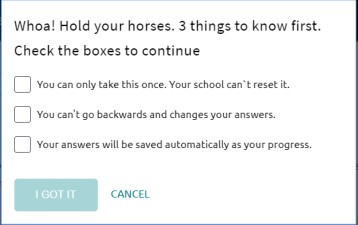 Whoa! Hold your horses. 3 things to know first.
Check the boxes to continue
You can only take this once. Your school can`t reset it.
You can't go backwards and changes your answers.
Your answers will be saved automatically as your progress.
I GOT IT
CANCEL